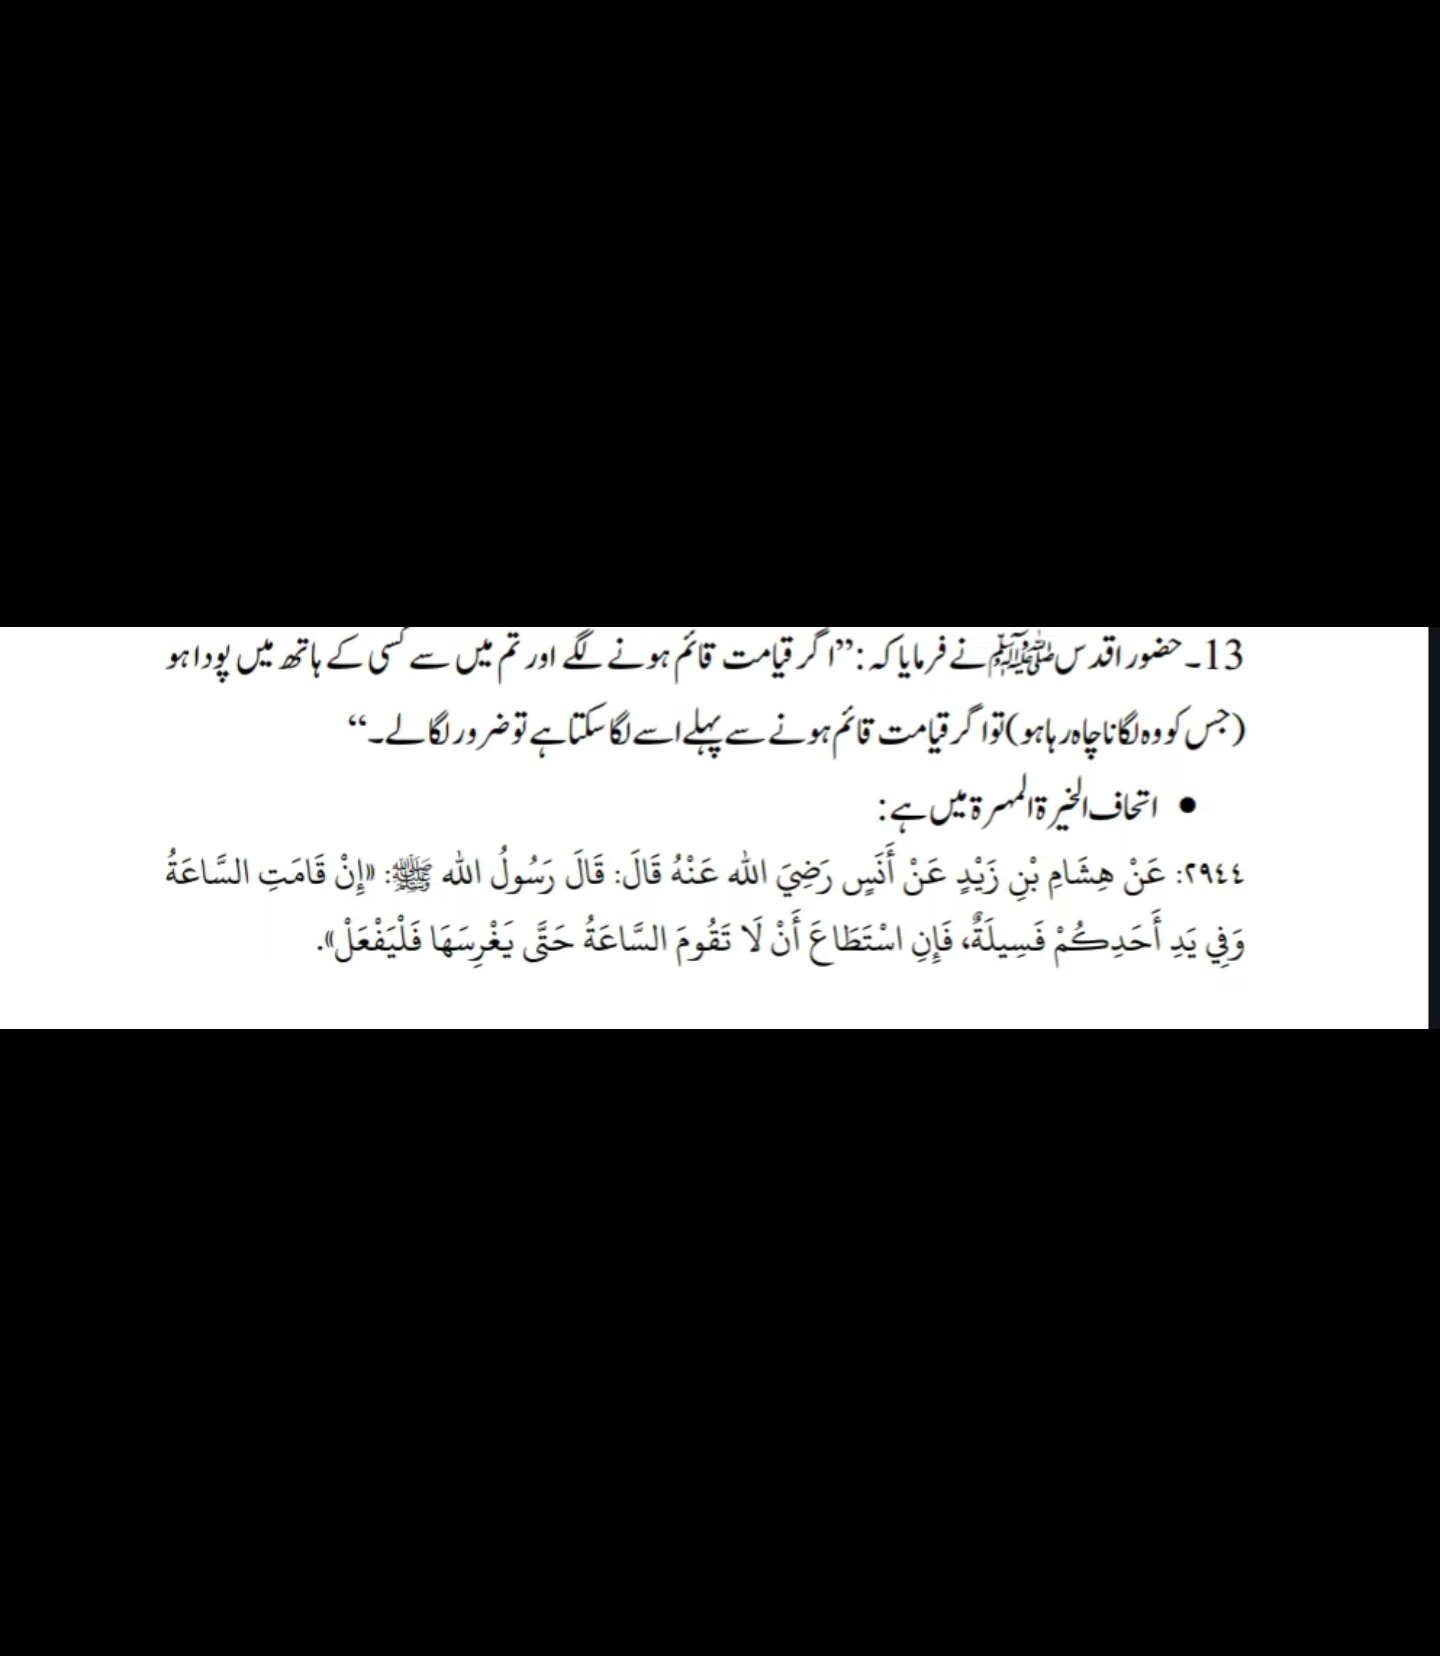 13۔ حضور اقدس ﷺ نے فرمایا کہ: ”اگر قیامت قائم ہونے لگے اور تم میں سے کسی کے ہاتھ میں پودا ہو
(جس کو وہ لگانا چاہ رہا ہو) تو اگر قیامت قائم ہونے سے پہلے اسے لگا سکتا ہے تو ضرور لگا لے۔“
● اتحاف الخیرۃ المہرۃ میں ہے:
٢٩٤٤: عَنْ هِشَامِ بْنِ زَيْدٍ عَنْ أَنَسٍ رَضِيَ الله عَنْهُ قَالَ: قَالَ رَسُولُ الله ﷺ: «إِنْ قَامَتِ السَّاعَةُ
وَفِي يَدِ أَحَدِكُمْ فَسِيلَةٌ، فَإِنِ اسْتَطَاعَ أَنْ لَا تَقُومَ السَّاعَةُ حَتَّى يَغْرِسَهَا فَلْيَفْعَلْ».